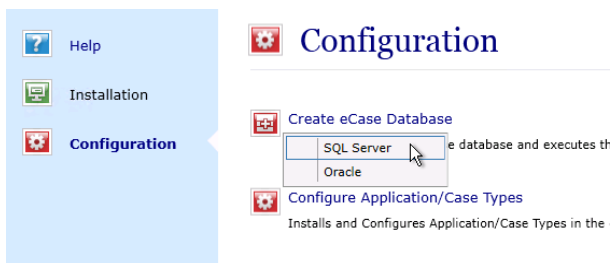 Help
Installation
Configuration
Configuration
Create eCase Database
SQL Server
e database and executes
Oracle
Configure Application/Case Types
Installs and Configures Application/Case Types in the